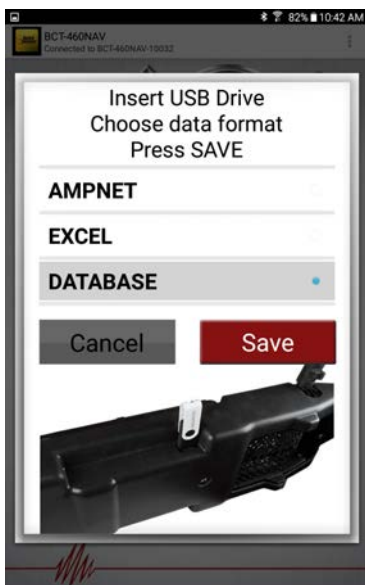 82% 10:42 AM
BCT-460NAV
Connected to BCT-460NAV-10032
Insert USB Drive
Choose data format
Press SAVE
AMPNET
EXCEL
DATABASE
Cancel
Save